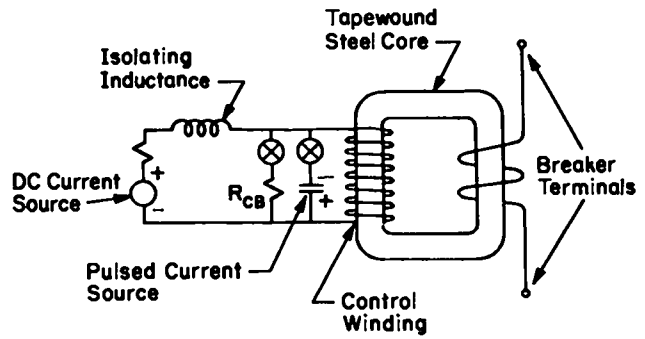 Tapewound
Steel Core
Isolating
Inductance
DC Current
Source
+
-
RCB
-
+
Breaker
Terminals
Pulsed Current
Source
Control
Winding